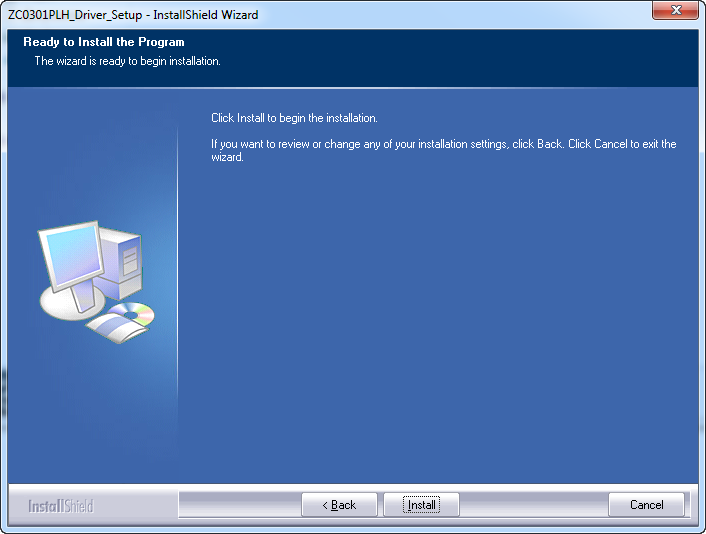 ZC0301PLH_Driver_Setup - InstallShield Wizard
Ready to Install the Program
The wizard is ready to begin installation.
Click Install to begin the installation.
If you want to review or change any of your installation settings, click Back. Click Cancel to exit the
wizard.
InstallShield
< Back
Install
Cancel